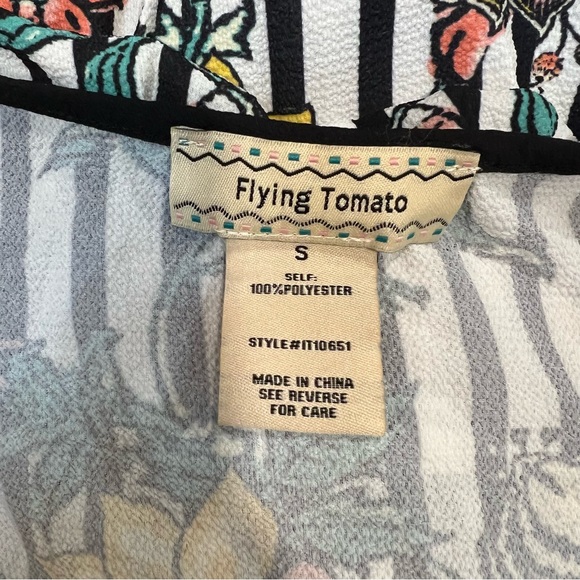 Flying Tomato
S
SELF:
100%POLYESTER
STYLE#IT10651
MADE IN CHINA
SEE REVERSE
FOR CARE